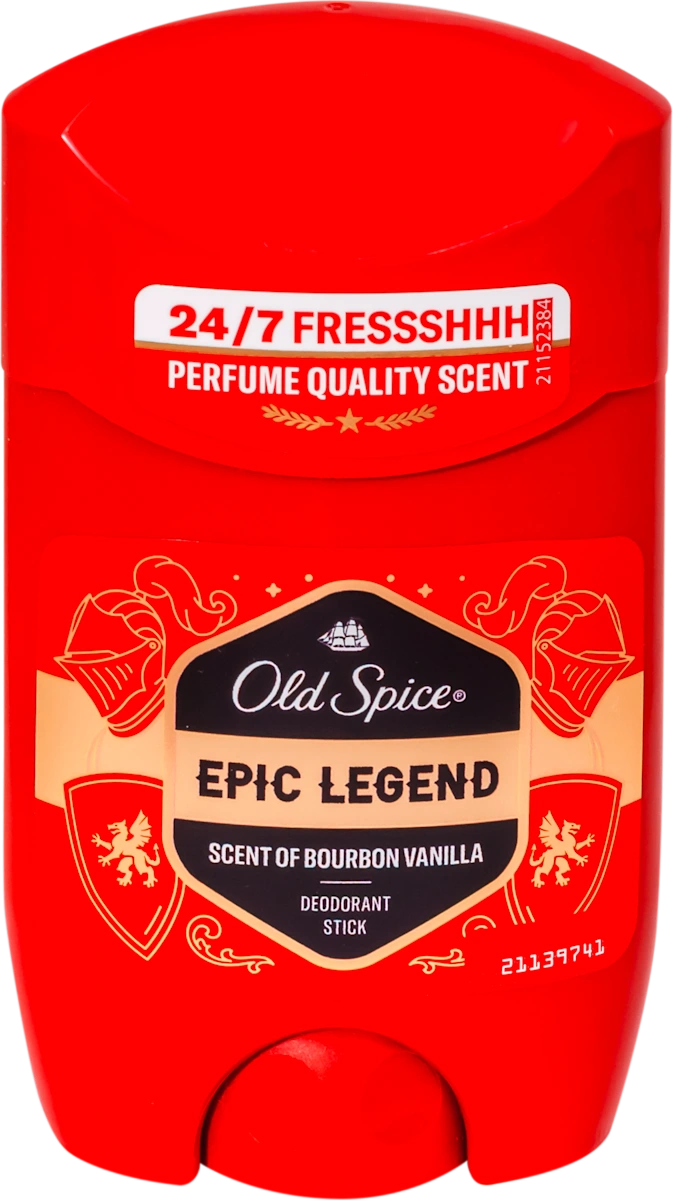 24/7 FRESSSHHH
21152384
PERFUME QUALITY SCENT
Old Spice®
EPIC LEGEND
SCENT OF BOURBON VANILLA
DEODORANT
STICK
21139741